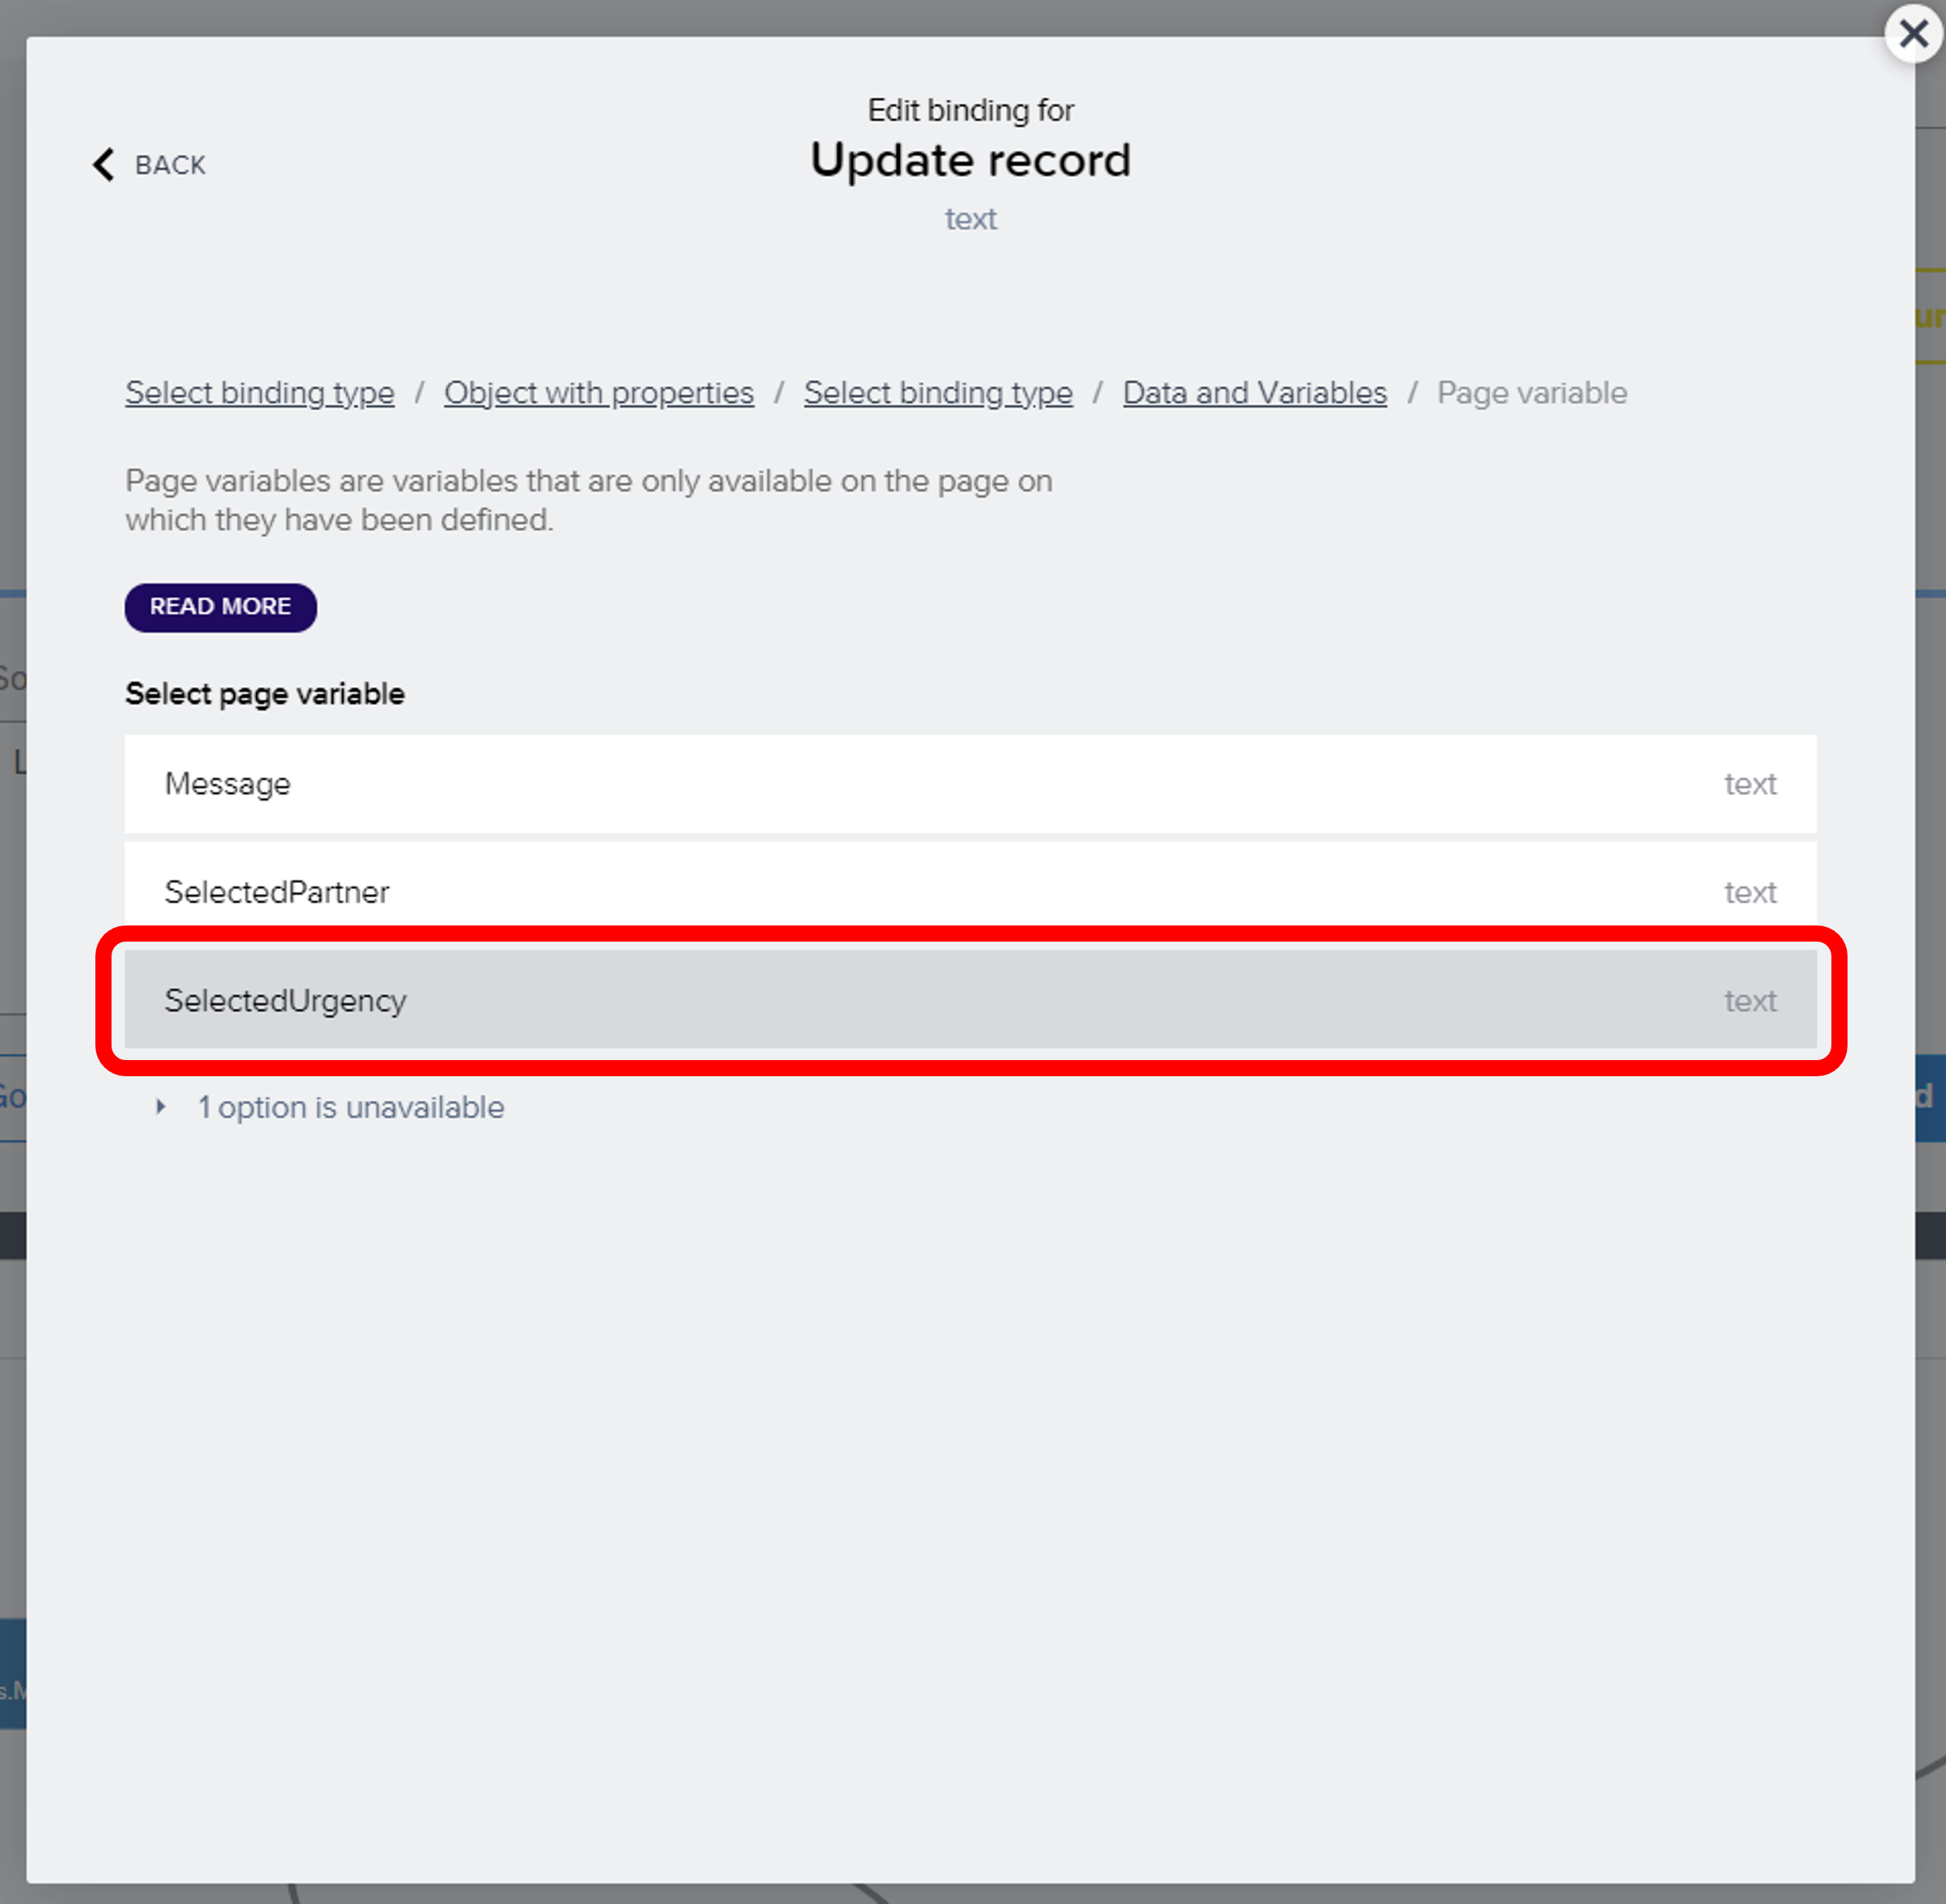 Edit binding for
BACK
Update record
text
Select binding type / Object with properties / Select binding type / Data and Variables / Page variable
Page variables are variables that are only available on the page on
which they have been defined.
READ MORE
Select page variable
Message text
SelectedPartner text
SelectedUrgency text
1 option is unavailable